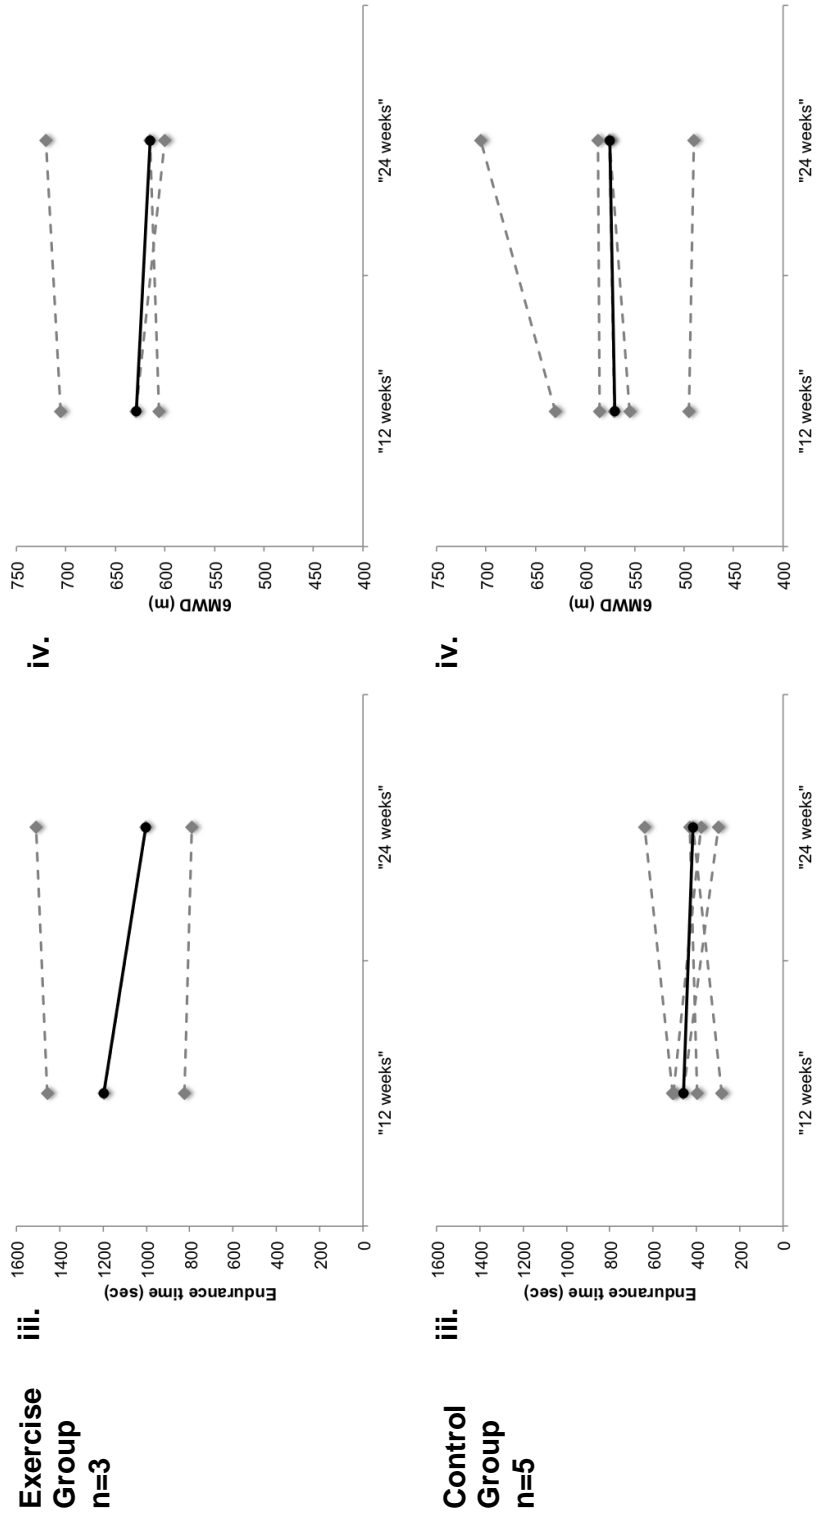 Exercise
Group
n=3
iii.
Endurance time (sec)
1600
1400
1200
1000
800
600
400
200
0
"12 weeks"
"24 weeks"
iv.
6MWD (m)
750
700
650
600
550
500
450
400
"12 weeks"
"24 weeks"
Control
Group
n=5
iii.
Endurance time (sec)
1600
1400
1200
1000
800
600
400
200
0
"12 weeks"
"24 weeks"
iv.
6MWD (m)
750
700
650
600
550
500
450
400
"12 weeks"
"24 weeks"